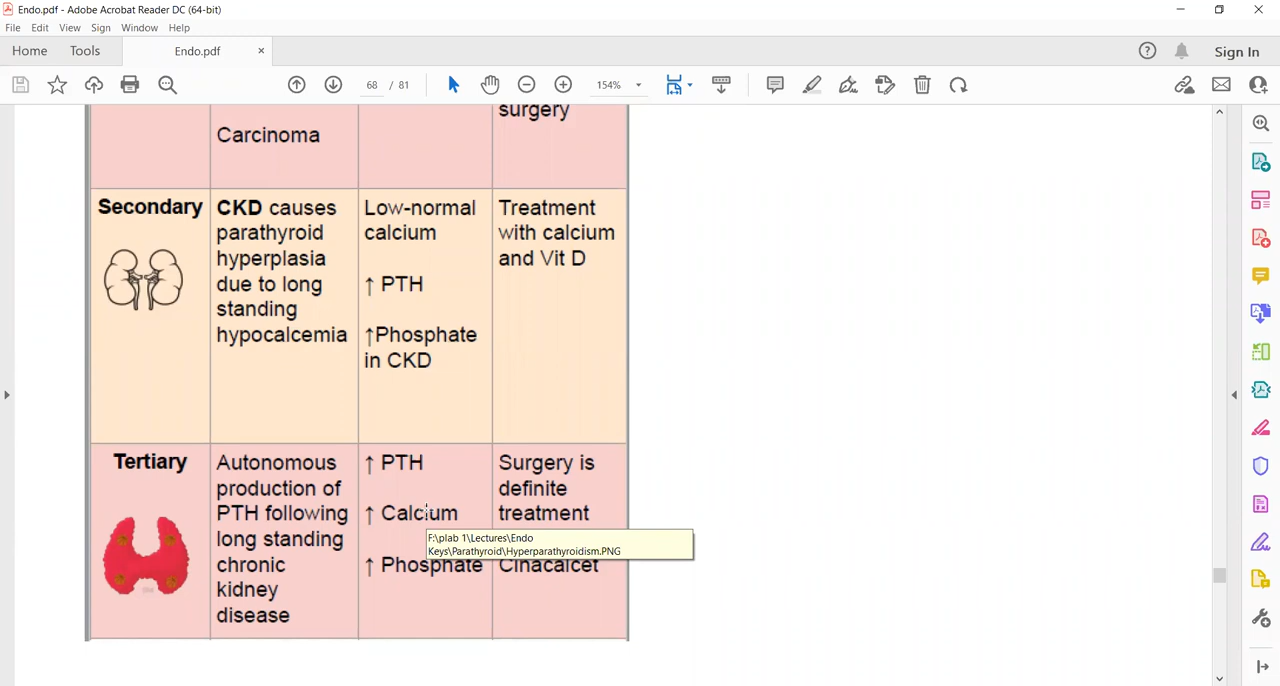 Endo.pdf - Adobe Acrobat Reader DC (64-bit)
File Edit View Sign Window Help
Home Tools Endo.pdf × Sign In
68 / 81 154%
surgery
Carcinoma
Secondary
CKD causes
parathyroid
hyperplasia
due to long
standing
hypocalcemia
Low-normal
calcium
↑ PTH
↑Phosphate
in CKD
Treatment
with calcium
and Vit D
Tertiary
Autonomous
production of
PTH following
long standing
chronic
kidney
disease
↑ PTH
↑ Calcium
↑ Phosphate
Surgery is
definite
treatment
Cinacalcet
F:\plab 1\Lectures\Endo
Keys\Parathyroid\Hyperparathyroidism.PNG